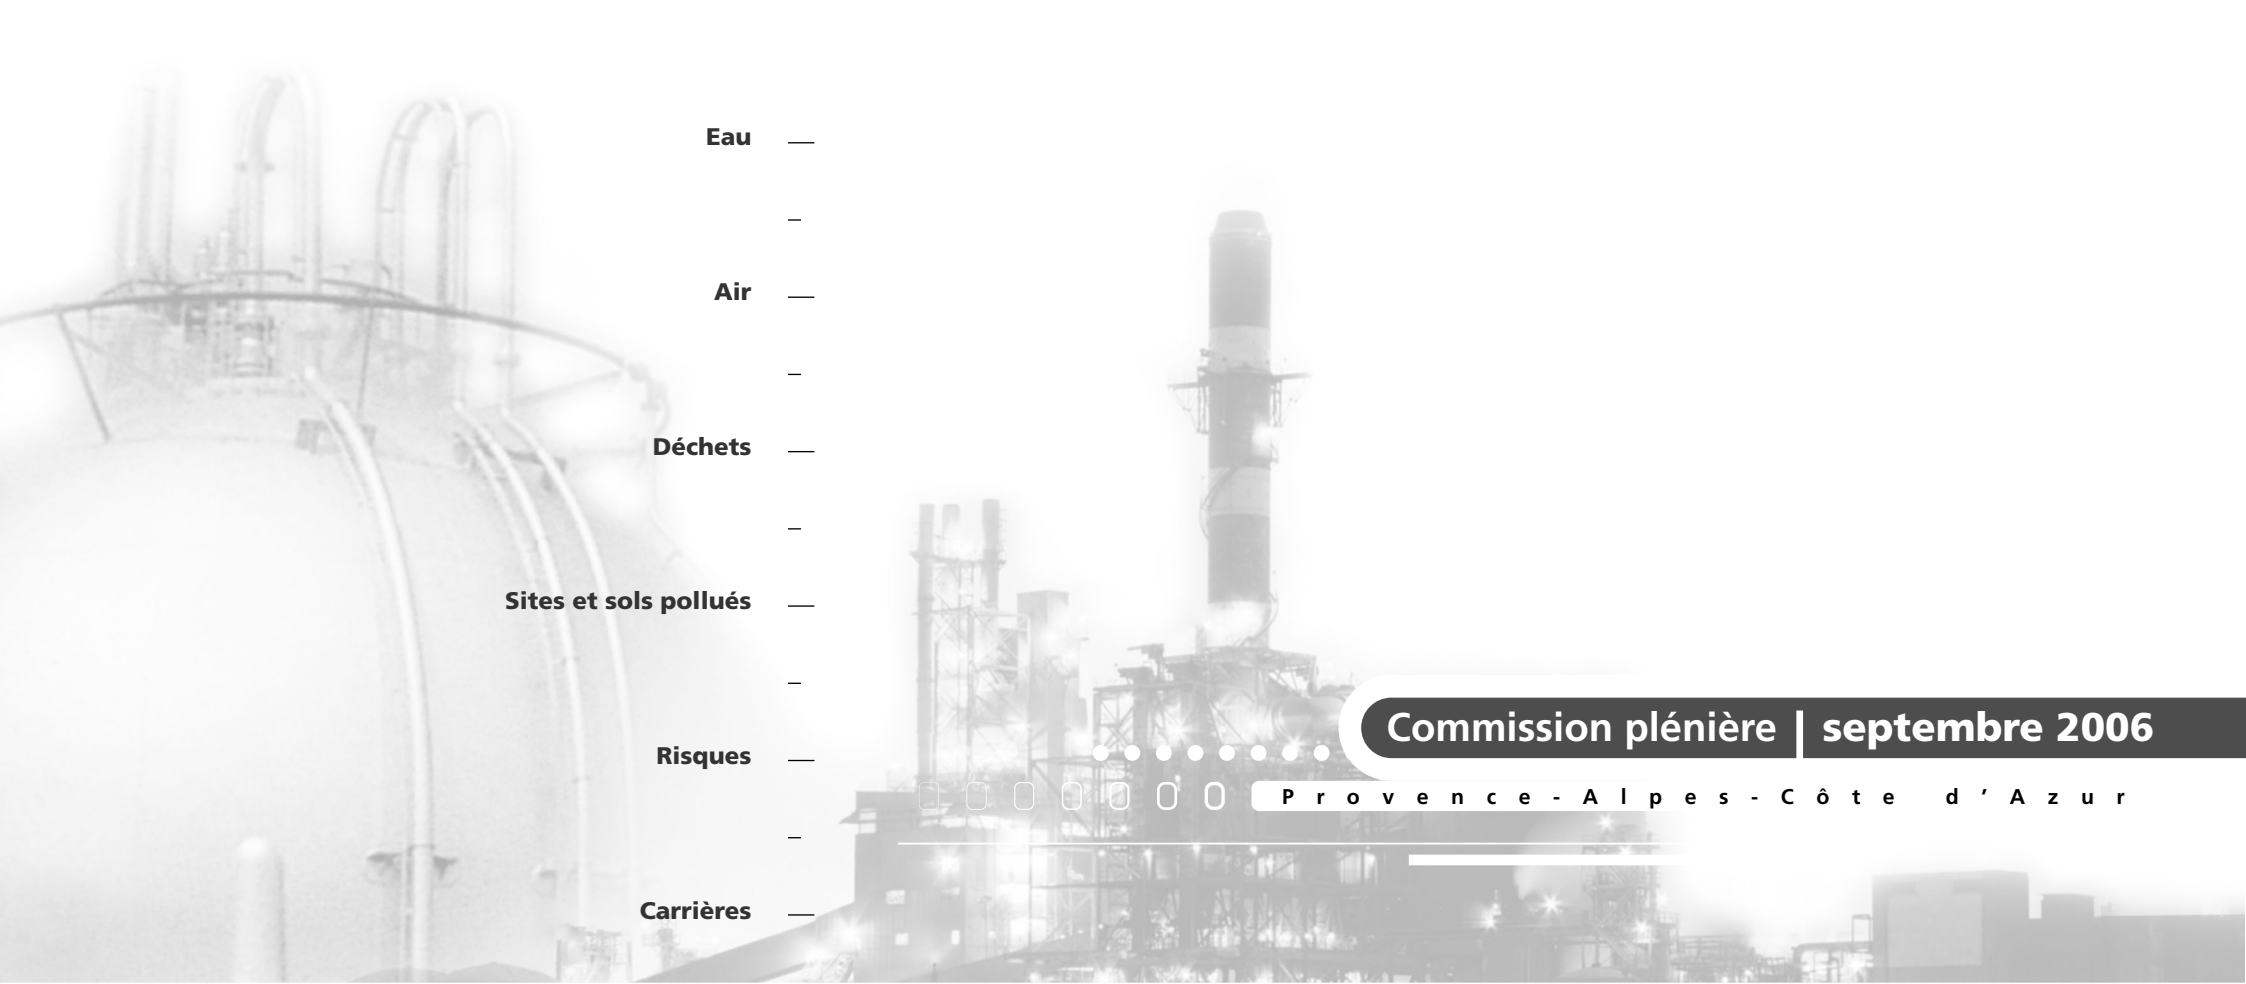 Eau
Air
Déchets
Sites et sols pollués
Risques
Carrières
Commission plénière | septembre 2006
Provence-Alpes-Côte d’Azur